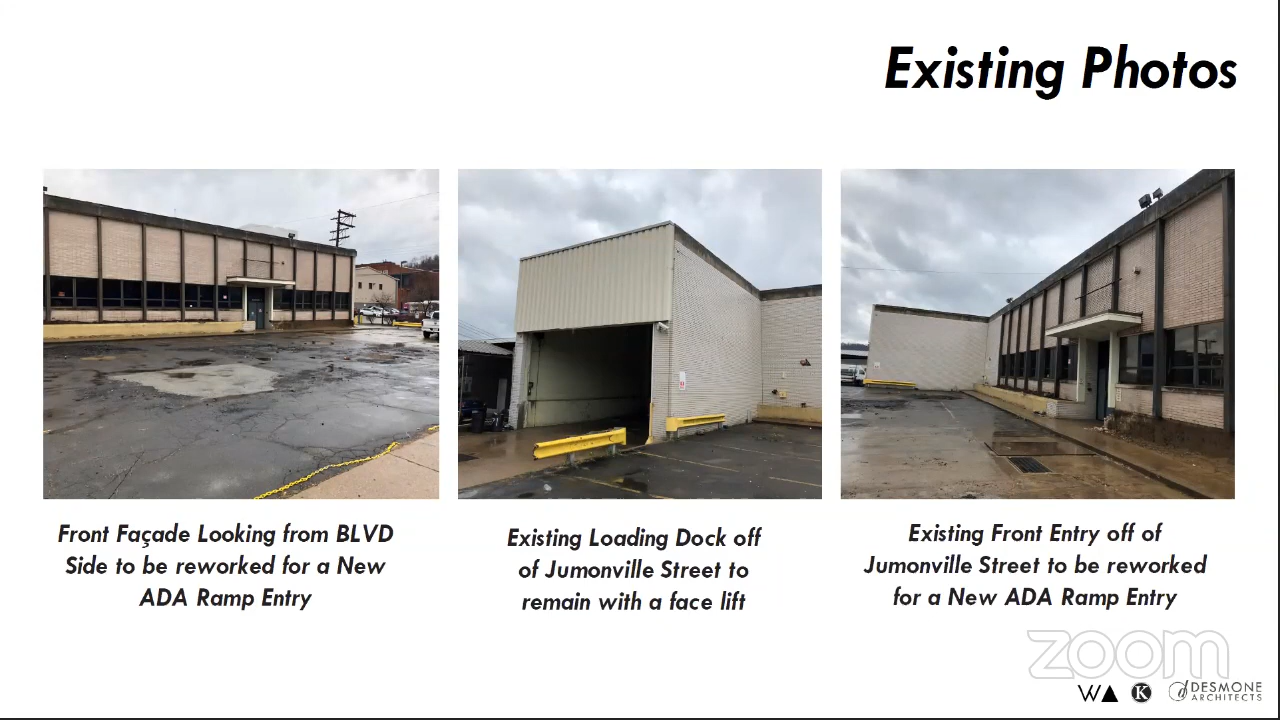 Existing Photos
Front Façade Looking from BLVD
Side to be reworked for a New
ADA Ramp Entry
Existing Loading Dock off
of Jumonville Street to
remain with a face lift
Existing Front Entry off of
Jumonville Street to be reworked
for a New ADA Ramp Entry
zoom
WA K d DESMONE
ARCHITECTS